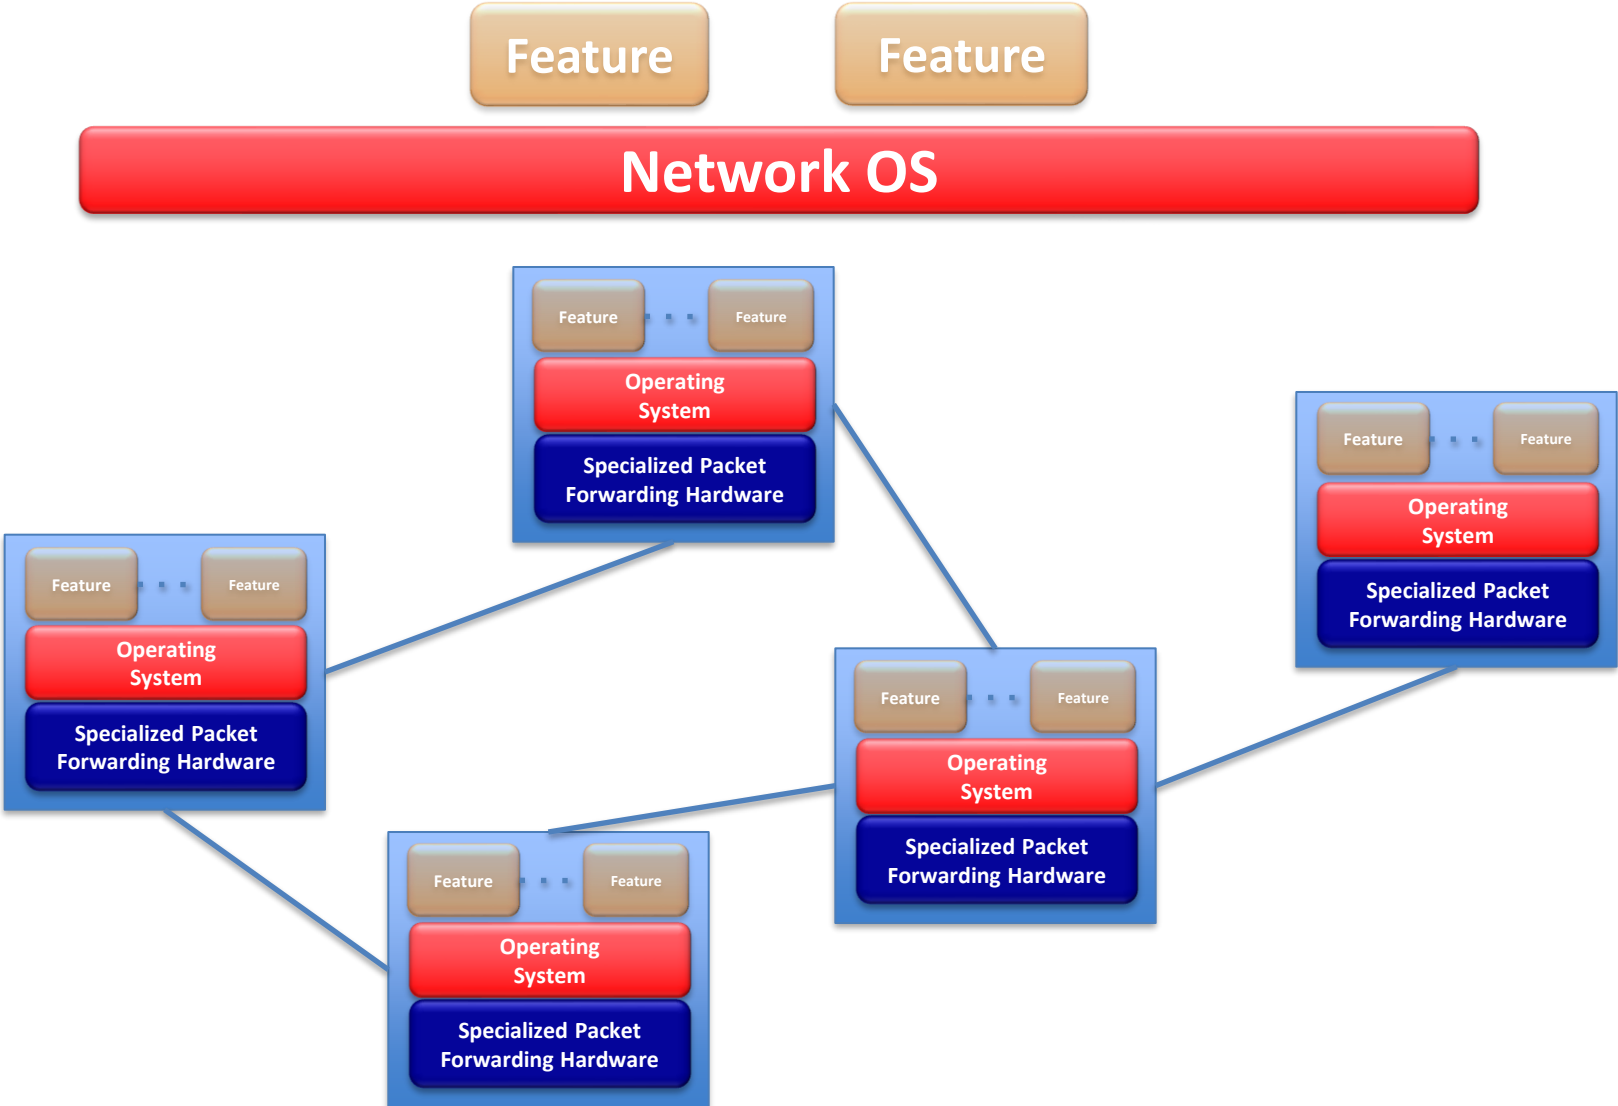 Feature
Feature
Network OS
Feature
Feature
Operating
System
Specialized Packet
Forwarding Hardware
Feature
Feature
Operating
System
Specialized Packet
Forwarding Hardware
Feature
Feature
Operating
System
Specialized Packet
Forwarding Hardware
Feature
Feature
Operating
System
Specialized Packet
Forwarding Hardware
Feature
Feature
Operating
System
Specialized Packet
Forwarding Hardware